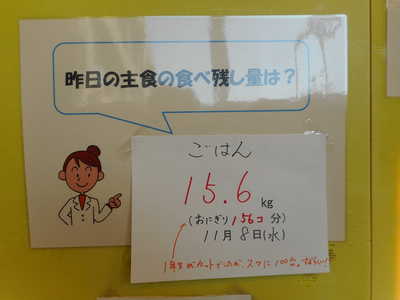 昨日の主食の食べ残し量は？
ごはん
15.6 kg
(おにぎり 156コ 分)
11月 8日(水)